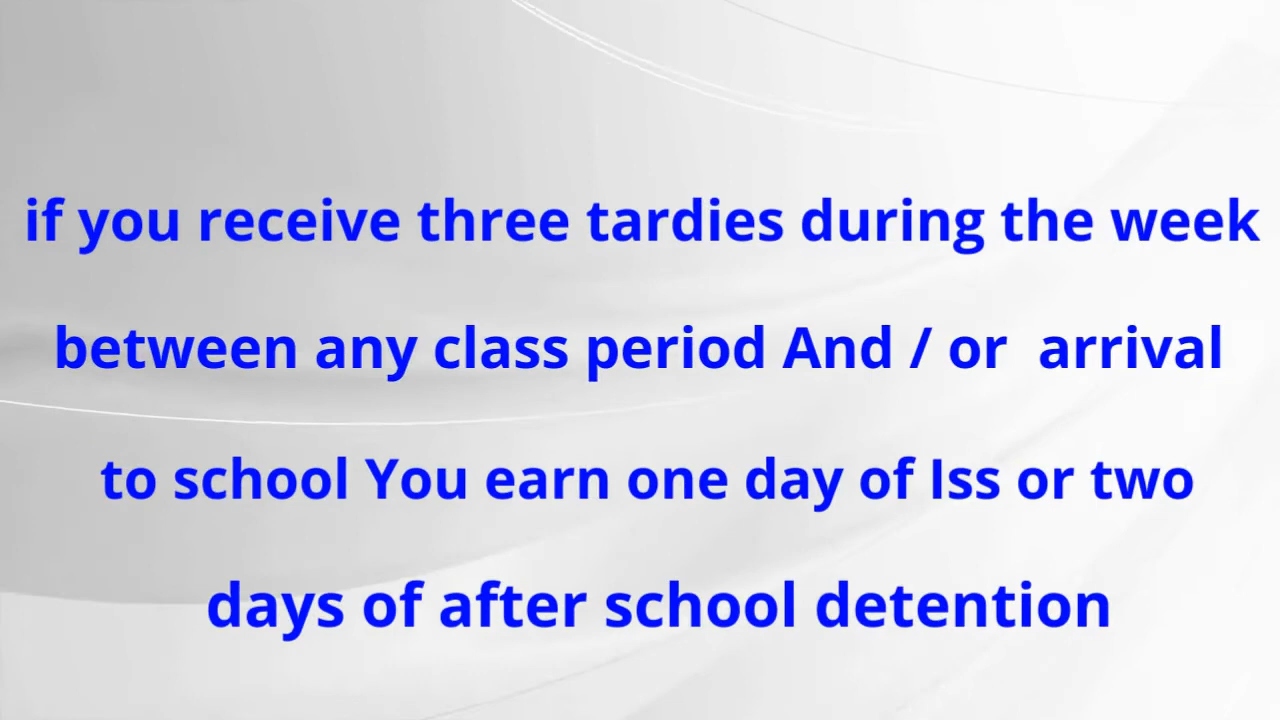 if you receive three tardies during the week
between any class period And / or  arrival
to school You earn one day of Iss or two
days of after school detention